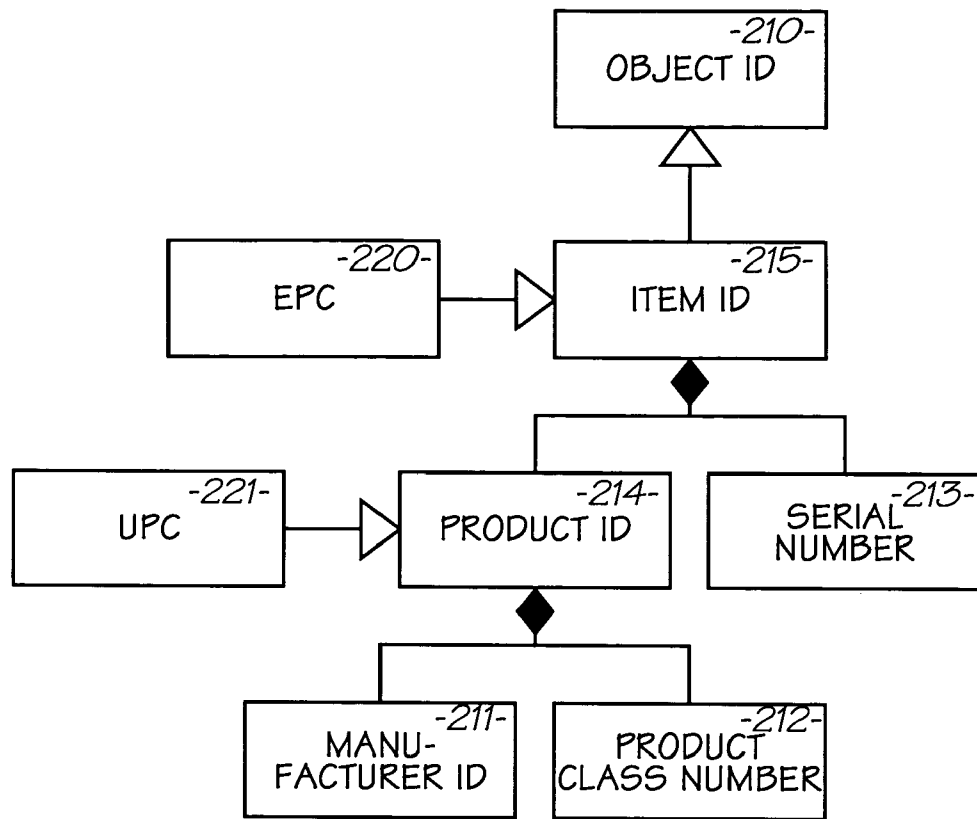 -210-
OBJECT ID
-220-
EPC
-215-
ITEM ID
-221-
UPC
-214-
PRODUCT ID
-213-
SERIAL
NUMBER
-211-
MANU-
FACTURER ID
-212-
PRODUCT
CLASS NUMBER